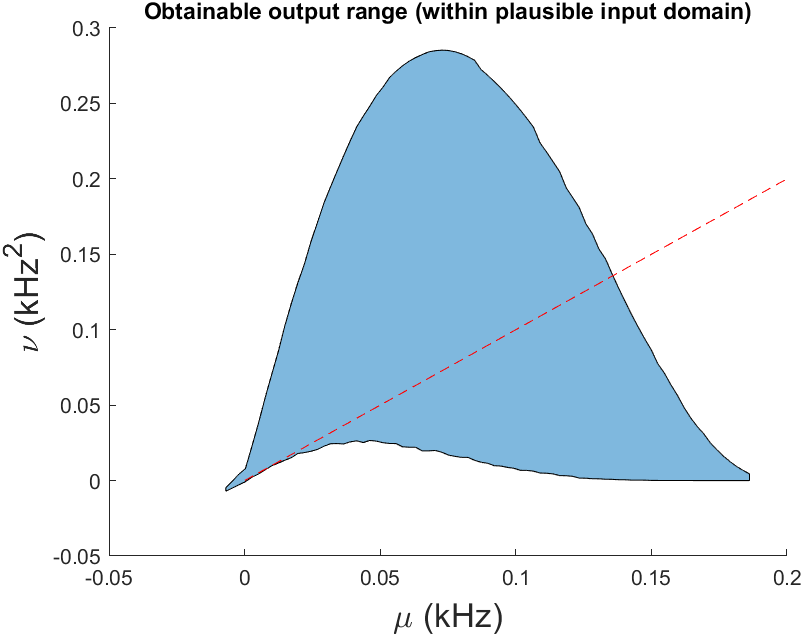 Obtainable output range (within plausible input domain)
0.3
0.25
0.2
0.15
0.1
0.05
0
-0.05
ν (kHz²)
-0.05 0 0.05 0.1 0.15 0.2
μ (kHz)